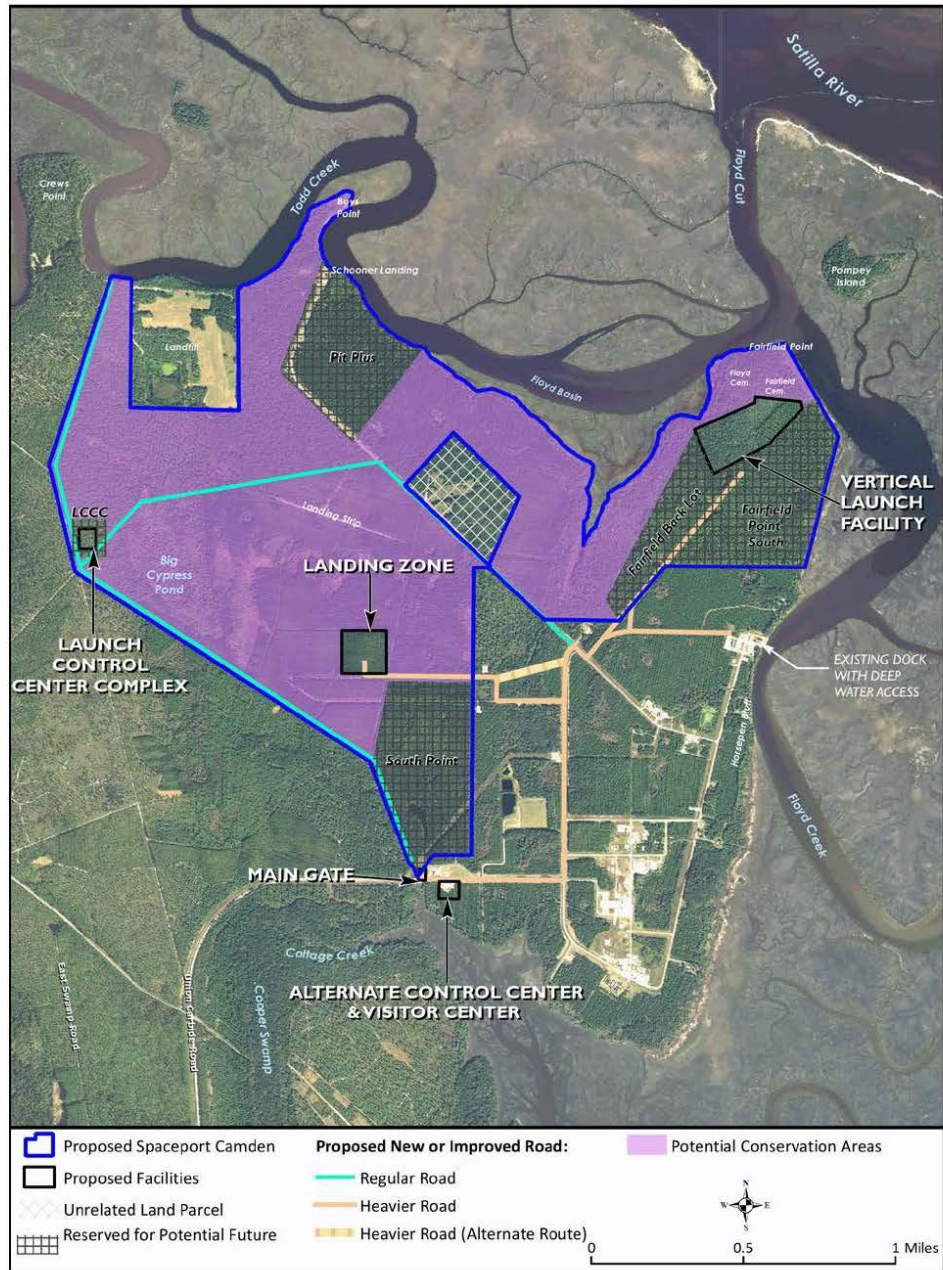 Satilla River
Floyd Cut
Crews
Point
Todd Creek
Boys
Point
Schooner Landing
Pompey
Island
Landfill
Pit Plus
Floyd Basin
Fairfield Point
Floyd
Cem.
Fairfield
Cem.
VERTICAL
LAUNCH
FACILITY
LCCC
Landing Strip
Fairfield Back Lot
Fairfield
Point
South
Big
Cypress
Pond
LANDING ZONE
LAUNCH
CONTROL
CENTER COMPLEX
EXISTING DOCK
WITH DEEP
WATER ACCESS
Horsepen Bluff
South Point
Floyd Creek
MAIN GATE
Cottage Creek
ALTERNATE CONTROL CENTER
& VISITOR CENTER
East Swamp Road
Union Carbide Road
Cooper Swamp
Proposed Spaceport Camden
Proposed Facilities
Unrelated Land Parcel
Reserved for Potential Future
Proposed New or Improved Road:
Regular Road
Heavier Road
Heavier Road (Alternate Route)
Potential Conservation Areas
N
W E
S
0 0.5 1 Miles